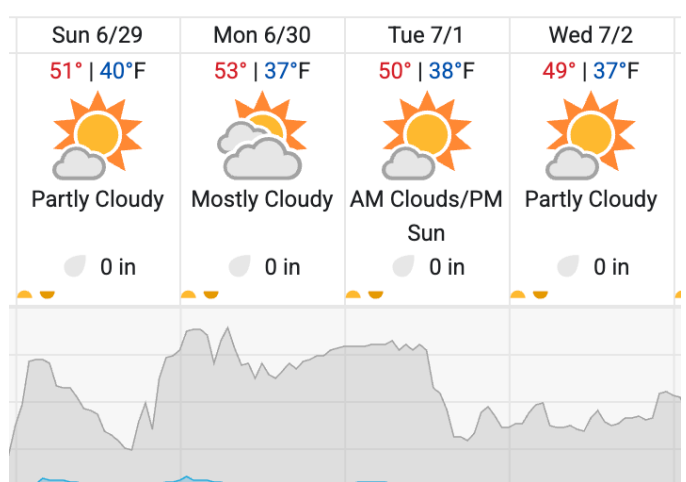 Sun 6/29 Mon 6/30 Tue 7/1 Wed 7/2
51° | 40°F 53° | 37°F 50° | 38°F 49° | 37°F
Partly Cloudy Mostly Cloudy AM Clouds/PM Partly Cloudy
Sun
0 in 0 in 0 in 0 in